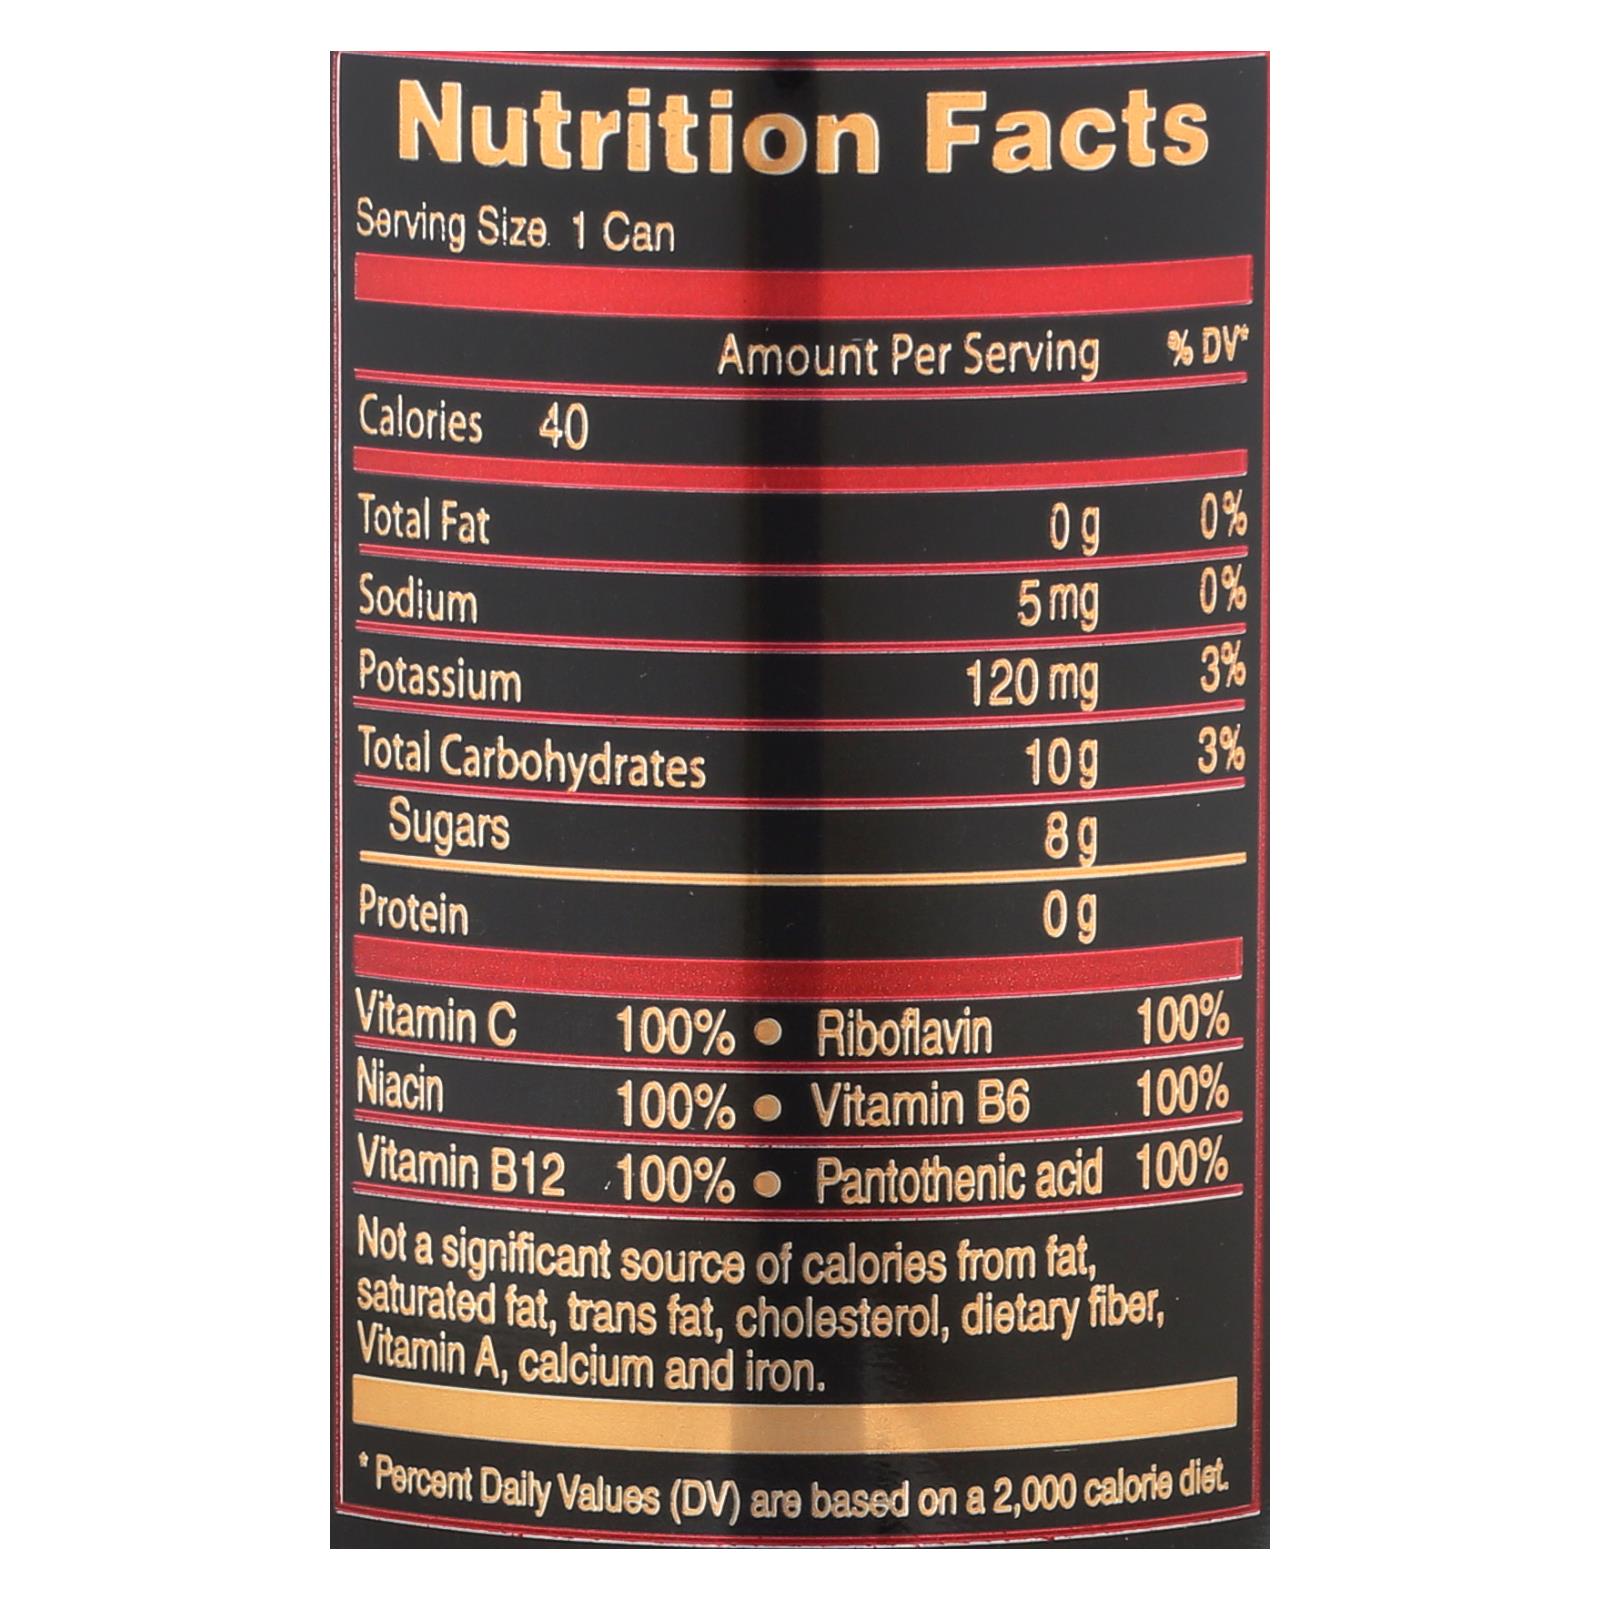 Nutrition Facts
Serving Size 1 Can
Amount Per Serving % DV*
Calories 40
Total Fat 0 g 0%
Sodium 5 mg 0%
Potassium 120 mg 3%
Total Carbohydrates 10 g 3%
Sugars 8 g
Protein 0 g
Vitamin C 100% • Riboflavin 100%
Niacin 100% • Vitamin B6 100%
Vitamin B12 100% • Pantothenic acid 100%
Not a significant source of calories from fat,
saturated fat, trans fat, cholesterol, dietary fiber,
Vitamin A, calcium and iron.
* Percent Daily Values (DV) are based on a 2,000 calorie diet.